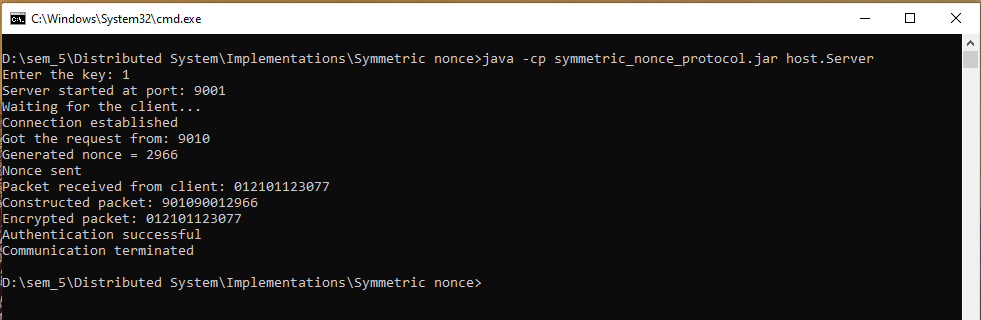 C:\Windows\System32\cmd.exe
D:\sem_5\Distributed System\Implementations\Symmetric nonce>java -cp symmetric_nonce_protocol.jar host.Server
Enter the key: 1
Server started at port: 9001
Waiting for the client...
Connection established
Got the request from: 9010
Generated nonce = 2966
Nonce sent
Packet received from client: 012101123077
Constructed packet: 901090012966
Encrypted packet: 012101123077
Authentication successful
Communication terminated
D:\sem_5\Distributed System\Implementations\Symmetric nonce>